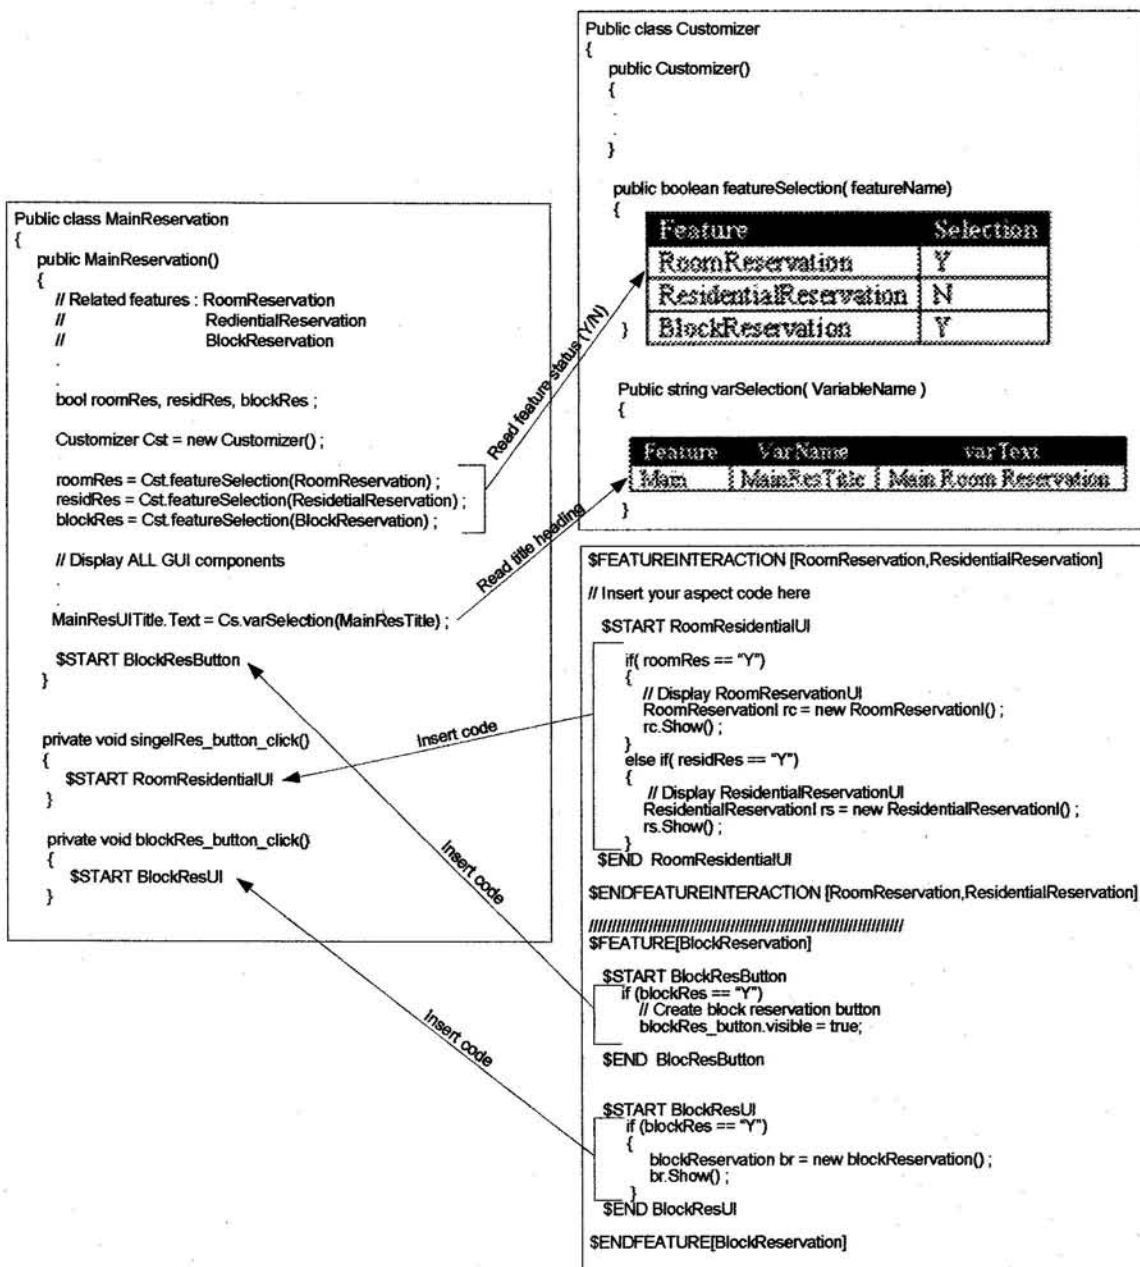 Public class MainReservation
{
public MainReservation()
{
// Related features : RoomReservation
// RedientialReservation
// BlockReservation
.
.
bool roomRes, residRes, blockRes ;
Customizer Cst = new Customizer() ;
roomRes = Cst.featureSelection(RoomReservation) ;
residRes = Cst.featureSelection(ResidetialReservation) ;
blockRes = Cst.featureSelection(BlockReservation) ;
// Display ALL GUI components
.
.
MainResUITitle.Text = Cs.varSelection(MainResTitle) ;
$START BlockResButton
}
private void singelRes_button_click()
{
$START RoomResidentialUI
}
private void blockRes_button_click()
{
$START BlockResUI
}
Read feature status (Y/N)
Read title heading
Insert code
Insert code
Insert code
Public class Customizer
{
public Customizer()
{
.
.
}
public boolean featureSelection( featureName)
{
Feature Selection
RoomReservation Y
ResidentialReservation N
BlockReservation Y
}
Public string varSelection( VariableName )
{
Feature VarName varText
Main MainResTitle Main Room Reservation
}
$FEATUREINTERACTION [RoomReservation,ResidentialReservation]
// Insert your aspect code here
$START RoomResidentialUI
if( roomRes == "Y")
{
// Display RoomReservationUI
RoomReservationI rc = new RoomReservationI() ;
rc.Show() ;
}
else if( residRes == "Y")
{
// Display ResidentialReservationUI
ResidentialReservationI rs = new ResidentialReservationI() ;
rs.Show() ;
}
$END RoomResidentialUI
$ENDFEATUREINTERACTION [RoomReservation,ResidentialReservation]
//////////////////////////////////////////////////////////////////////
$FEATURE[BlockReservation]
$START BlockResButton
if (blockRes == "Y")
// Create block reservation button
blockRes_button.visible = true;
$END BlocResButton
$START BlockResUI
if (blockRes == "Y")
{
blockReservation br = new blockReservation() ;
br.Show() ;
}
$END BlockResUI
$ENDFEATURE[BlockReservation]